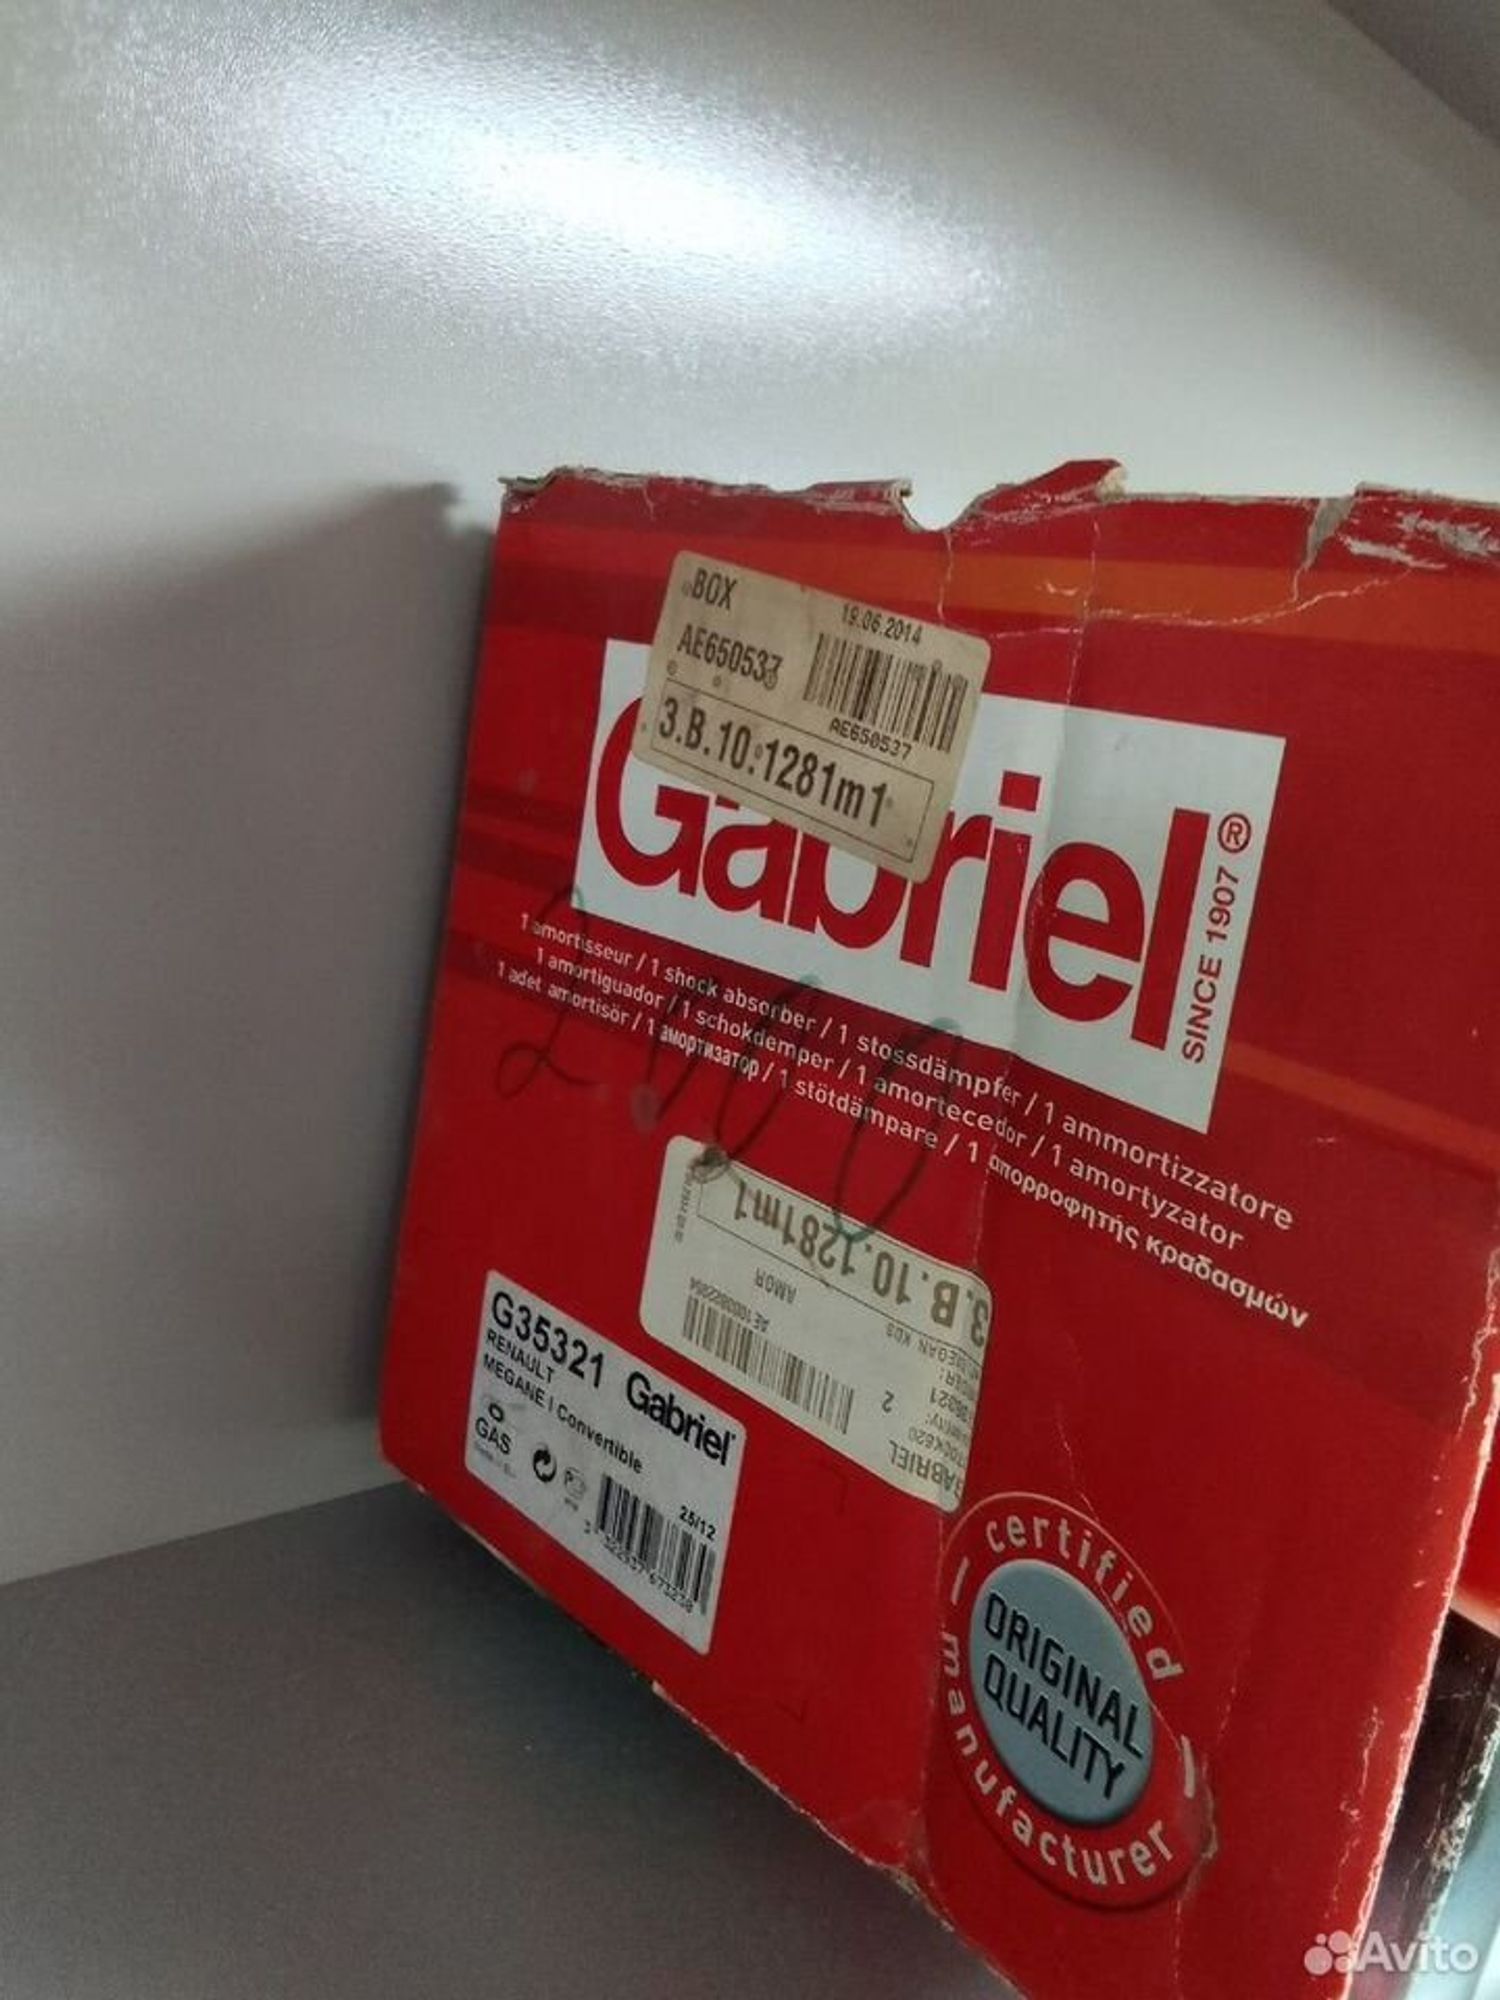 BOX
19.06.2014
AE650537
AE650537
3.B.10.1281m1
Gabriel®
SINCE 1907
1 amortisseur / 1 shock absorber / 1 stossdämpfer / 1 ammortizzatore
1 amortiguador / 1 schokdemper / 1 amortecedor / 1 amortyzator
1 adet amortisör / 1 амортизатор / 1 stötdämpare / 1 απορροφητής κραδασμών
3.B.10.1281m1
AMOR
2
GABRIEL
G35321 Gabriel
RENAULT
MEGANE I Convertible
GAS
25/12
certified
ORIGINAL
QUALITY
manufacturer
Avito